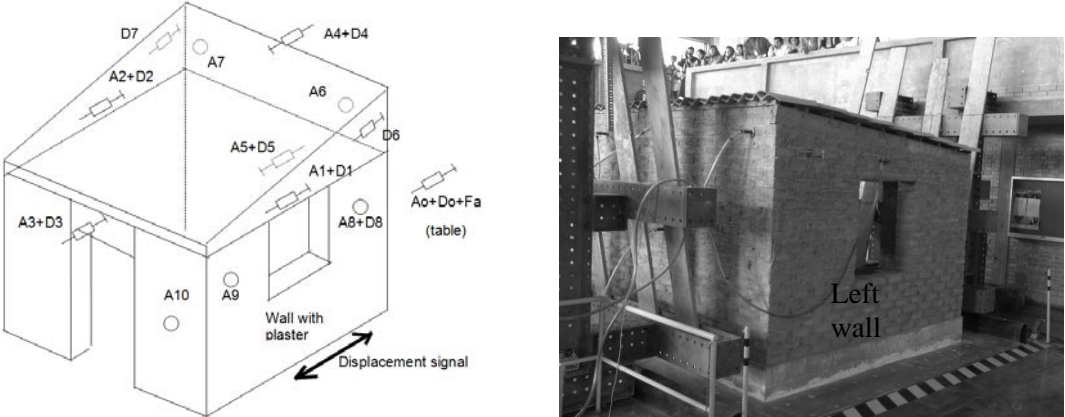 D7
A4+D4
A7
A2+D2
A6
D6
A5+D5
A1+D1
Ao+Do+Fa
(table)
A3+D3
A8+D8
A9
A10
Wall with
plaster
Displacement signal
Left
wall